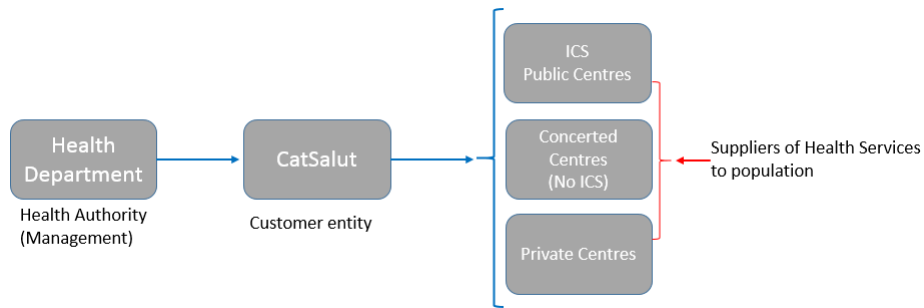 Health
Department
Health Authority
(Management)
CatSalut
Customer entity
ICS
Public Centres
Concerted
Centres
(No ICS)
Private Centres
Suppliers of Health Services
to population